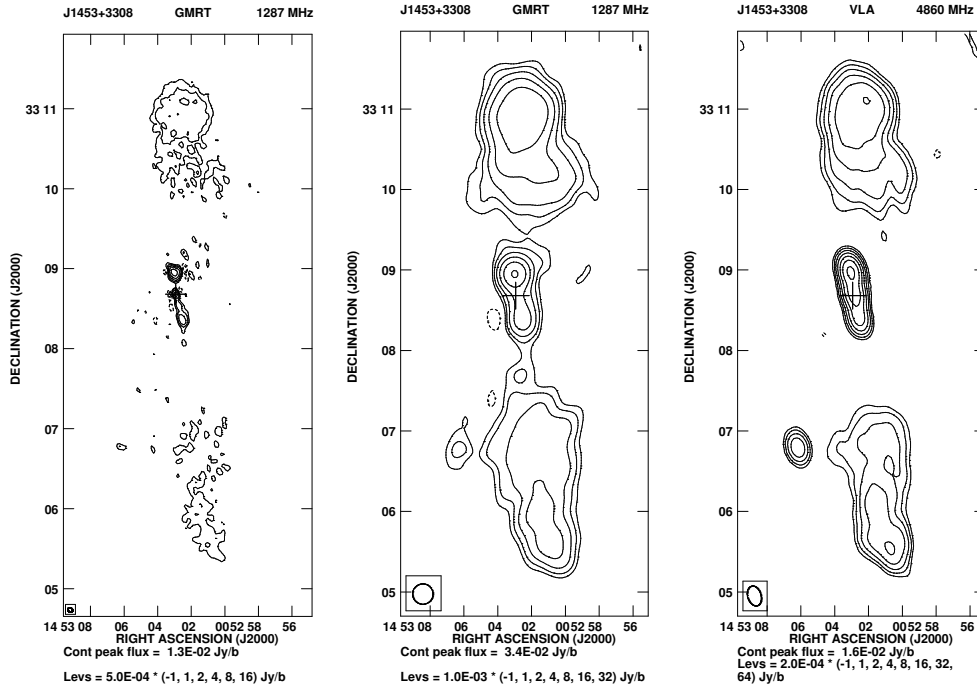 J1453+3308 GMRT 1287 MHz
DECLINATION (J2000)
33 11
10
09
08
07
06
05
14 53 08 06 04 02 00 52 58 56
RIGHT ASCENSION (J2000)
Cont peak flux = 1.3E-02 Jy/b
Levs = 5.0E-04 * (-1, 1, 2, 4, 8, 16) Jy/b
J1453+3308 GMRT 1287 MHz
DECLINATION (J2000)
33 11
10
09
08
07
06
05
14 53 08 06 04 02 00 52 58 56
RIGHT ASCENSION (J2000)
Cont peak flux = 3.4E-02 Jy/b
Levs = 1.0E-03 * (-1, 1, 2, 4, 8, 16, 32) Jy/b
J1453+3308 VLA 4860 MHz
DECLINATION (J2000)
33 11
10
09
08
07
06
05
14 53 08 06 04 02 00 52 58 56
RIGHT ASCENSION (J2000)
Cont peak flux = 1.6E-02 Jy/b
Levs = 2.0E-04 * (-1, 1, 2, 4, 8, 16, 32,
64) Jy/b